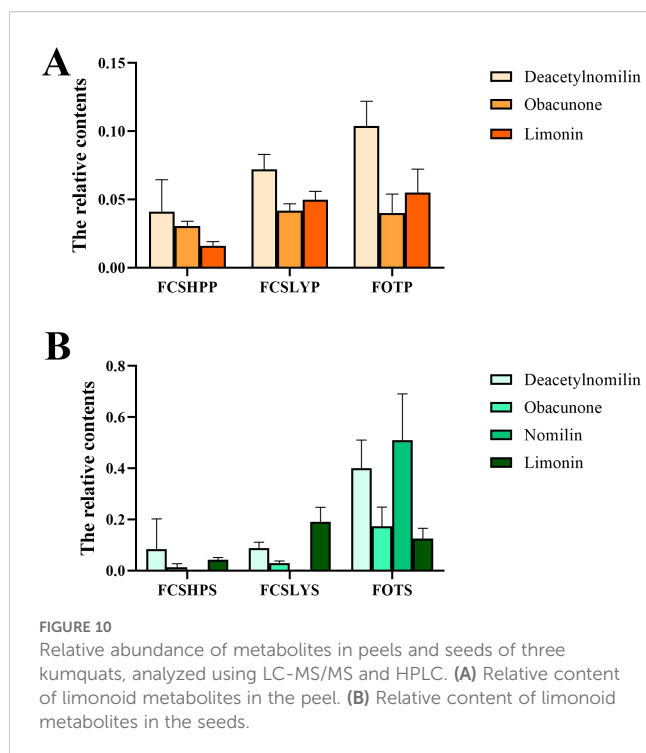 A
The relative contents
0.15
0.10
0.05
0.00
FCSHPP FCSLYP FOTP
Deacetylnomilin
Obacunone
Limonin
B
The relative contents
0.8
0.6
0.4
0.2
0.0
FCSHPS FCSLYS FOTS
Deacetylnomilin
Obacunone
Nomilin
Limonin
FIGURE 10
Relative abundance of metabolites in peels and seeds of three
kumquats, analyzed using LC-MS/MS and HPLC. (A) Relative content
of limonoid metabolites in the peel. (B) Relative content of limonoid
metabolites in the seeds.